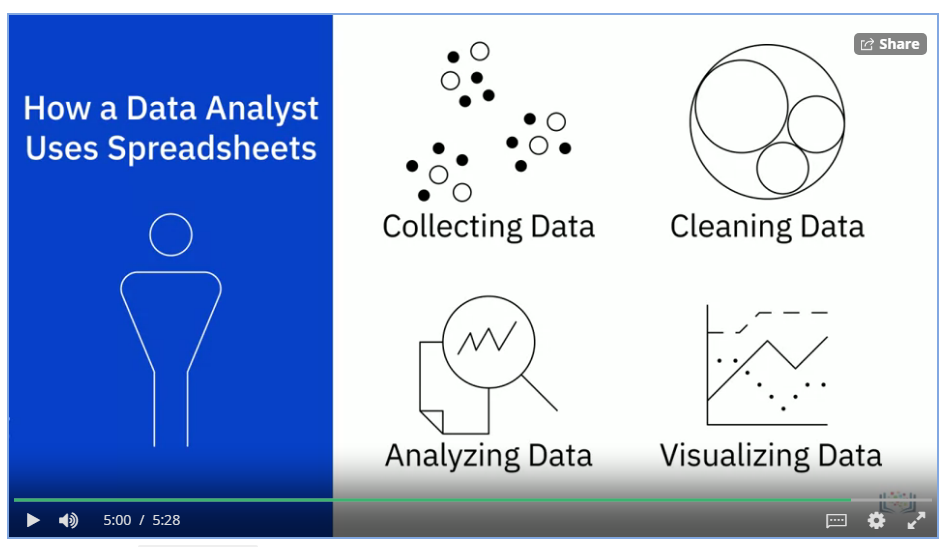 Share
How a Data Analyst
Uses Spreadsheets
Collecting Data
Cleaning Data
Analyzing Data
Visualizing Data
5:00 / 5:28